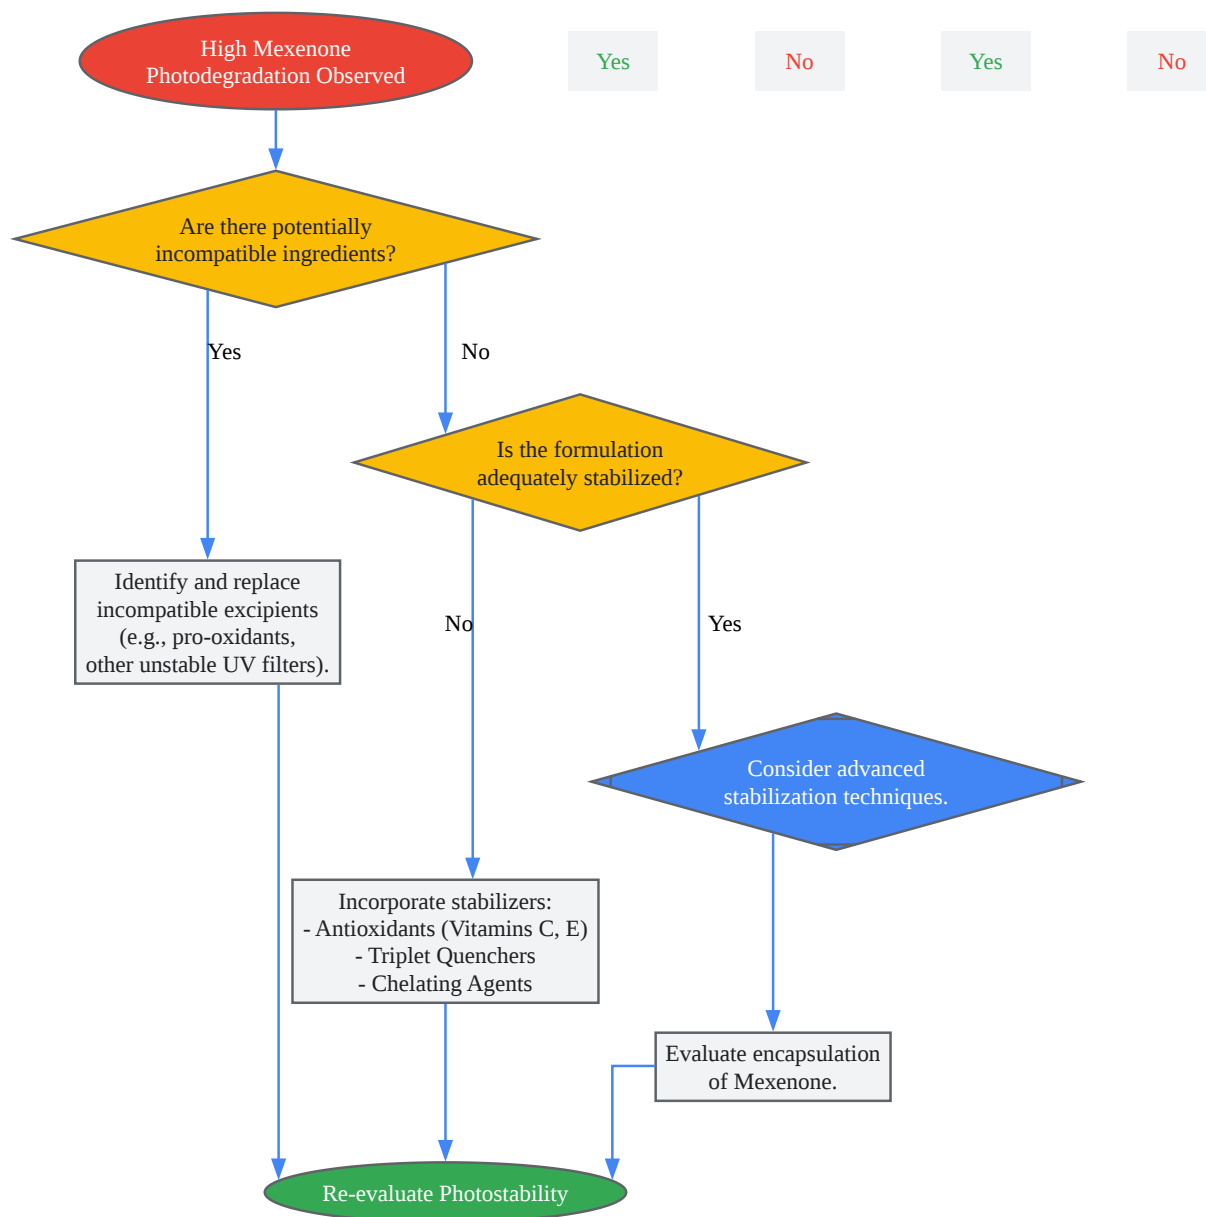 High Mexenone
Photodegradation Observed
Yes
No
Yes
No
Are there potentially
incompatible ingredients?
Yes
No
Is the formulation
adequately stabilized?
Identify and replace
incompatible excipients
(e.g., pro-oxidants,
other unstable UV filters).
No
Yes
Consider advanced
stabilization techniques.
Incorporate stabilizers:
- Antioxidants (Vitamins C, E)
- Triplet Quenchers
- Chelating Agents
Evaluate encapsulation
of Mexenone.
Re-evaluate Photostability